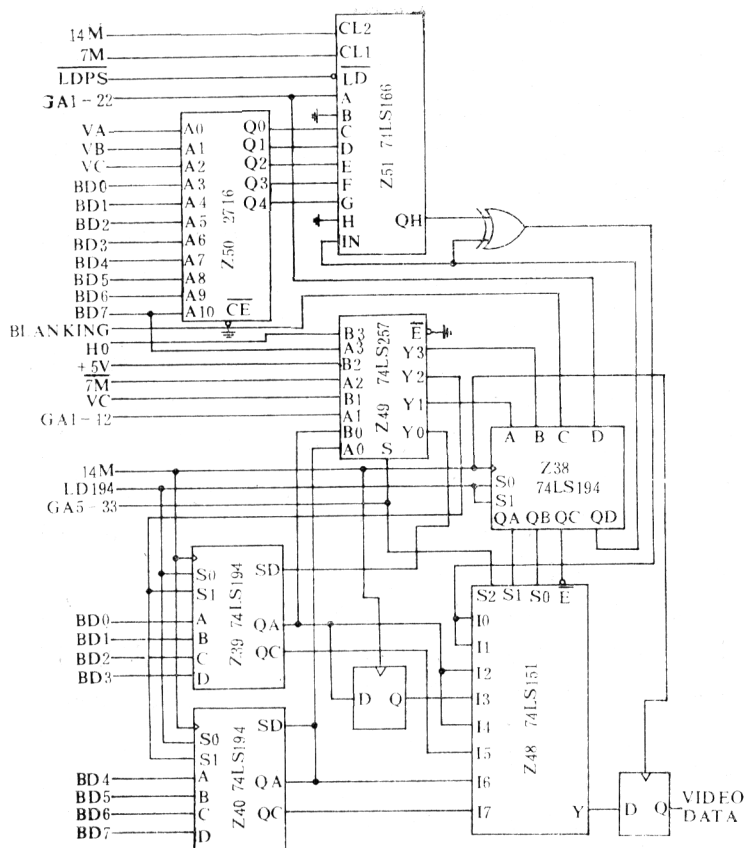 14M
7M
LDPS
GA1-22
CL2
CL1
LD
A
B
C
D
E
F
G
H
IN
QH
Z51 74LS166
VA
VB
VC
BD0
BD1
BD2
BD3
BD4
BD5
BD6
BD7
A0
A1
A2
A3
A4
A5
A6
A7
A8
A9
A10
Q0
Q1
Q2
Q3
Q4
CE
Z50 2716
BLANKING
H0
+5V
7M
VC
GA1-12
B3
A3
B2
A2
B1
A1
B0
A0
E
Y3
Y2
Y1
Y0
S
Z49 74LS257
14M
LD194
GA5-33
A B C D
Z38
S0
74LS194
S1
QA QB QC QD
S0
S1
A
B
C
D
SD
QA
QC
Z39 74LS194
BD0
BD1
BD2
BD3
D Q
S2 S1 S0 E
I0
I1
I2
I3
I4
I5
I6
I7
Y
Z48 74LS151
S0
S1
A
B
C
D
SD
QA
QC
Z40 74LS194
BD4
BD5
BD6
BD7
D Q
VIDEO
DATA